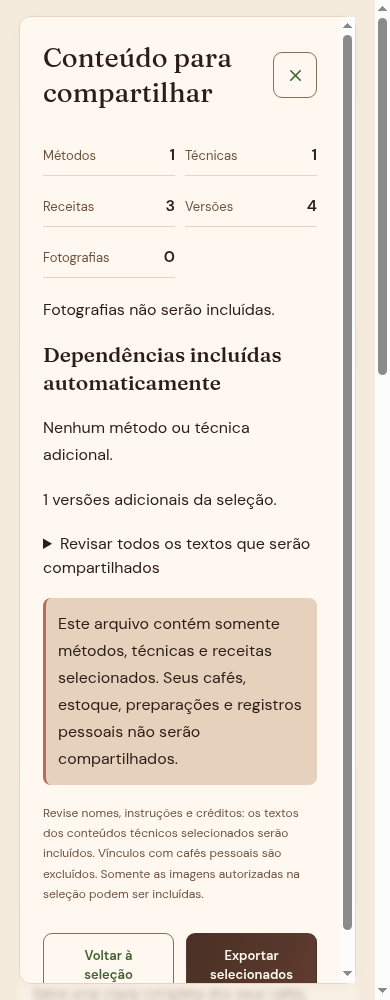 Conteúdo para
compartilhar
Métodos 1 Técnicas 1
Receitas 3 Versões 4
Fotografias 0
Fotografias não serão incluídas.
Dependências incluídas
automaticamente
Nenhum método ou técnica
adicional.
1 versões adicionais da seleção.
Revisar todos os textos que serão
compartilhados
Este arquivo contém somente
métodos, técnicas e receitas
selecionados. Seus cafés,
estoque, preparações e registros
pessoais não serão
compartilhados.
Revise nomes, instruções e créditos: os textos
dos conteúdos técnicos selecionados serão
incluídos. Vínculos com cafés pessoais são
excluídos. Somente as imagens autorizadas na
seleção podem ser incluídas.
Voltar à
seleção
Exportar
selecionados